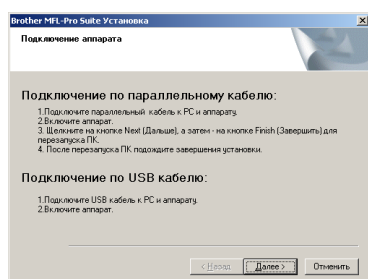 Brother MFL-Pro Suite Установка
Подключение аппарата
Подключение по параллельному кабелю:
1.Подключите параллельный кабель к PC и аппарату.
2.Включите аппарат.
3. Щелкните на кнопке Next (Дальше), а затем - на кнопке Finish (Завершить) для
перезапуска ПК.
4. После перезапуска ПК подождите завершения установки.
Подключение по USB кабелю:
1.Подключите USB кабель к PC и аппарату.
2.Включите аппарат.
< Назад
Далее >
Отменить